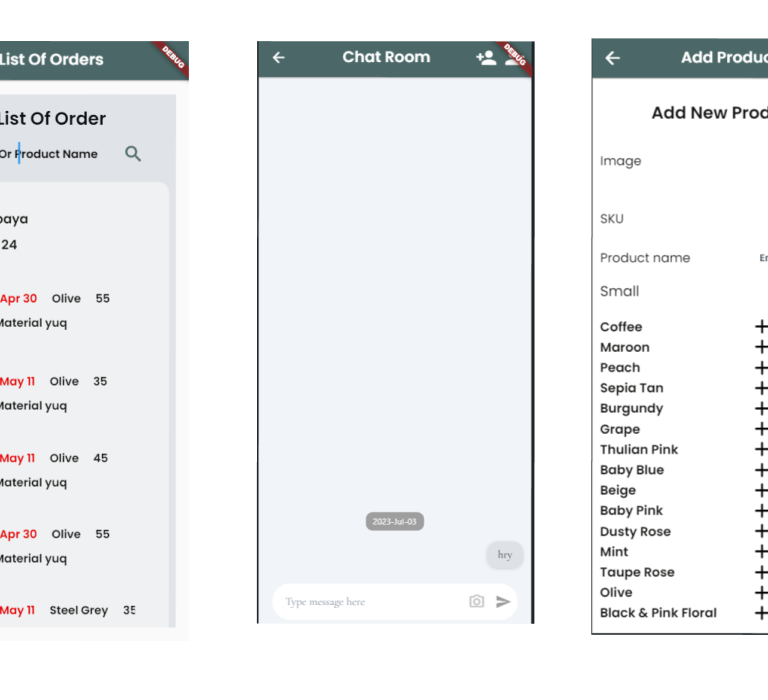 List Of Orders
DEBUG
List Of Order
Or Product Name
24
Apr 30 Olive 55
Material yuq
May 11 Olive 35
Material yuq
May 11 Olive 45
Material yuq
Apr 30 Olive 55
Material yuq
May 11 Steel Grey 35
Chat Room
DEBUG
2023-Jul-03
hry
Type message here
Add Produc
Add New Prod
Image
SKU
Product name
Small
Coffee
Maroon
Peach
Sepia Tan
Burgundy
Grape
Thulian Pink
Baby Blue
Beige
Baby Pink
Dusty Rose
Mint
Taupe Rose
Olive
Black & Pink Floral